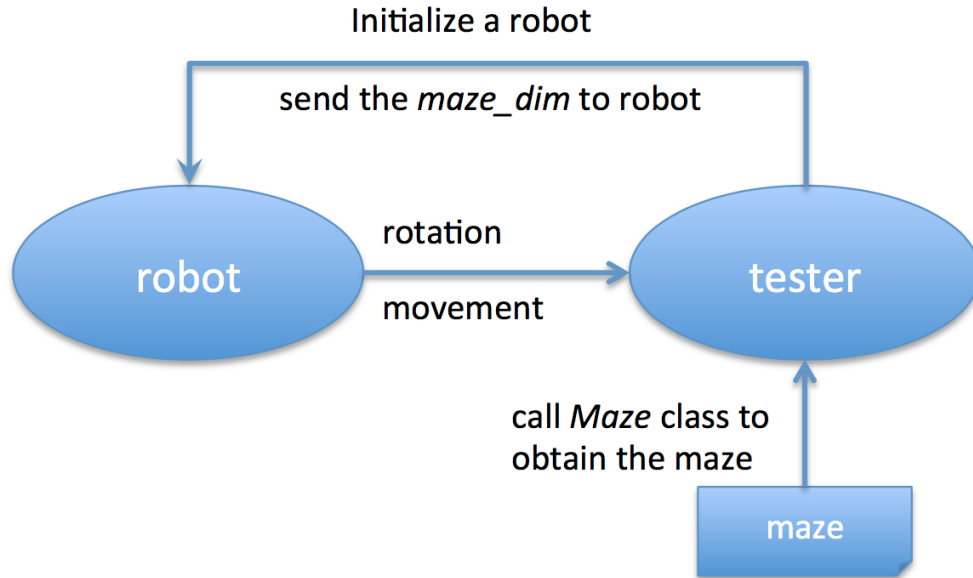 Initialize a robot
send the maze_dim to robot
robot
rotation
movement
tester
call Maze class to
obtain the maze
maze